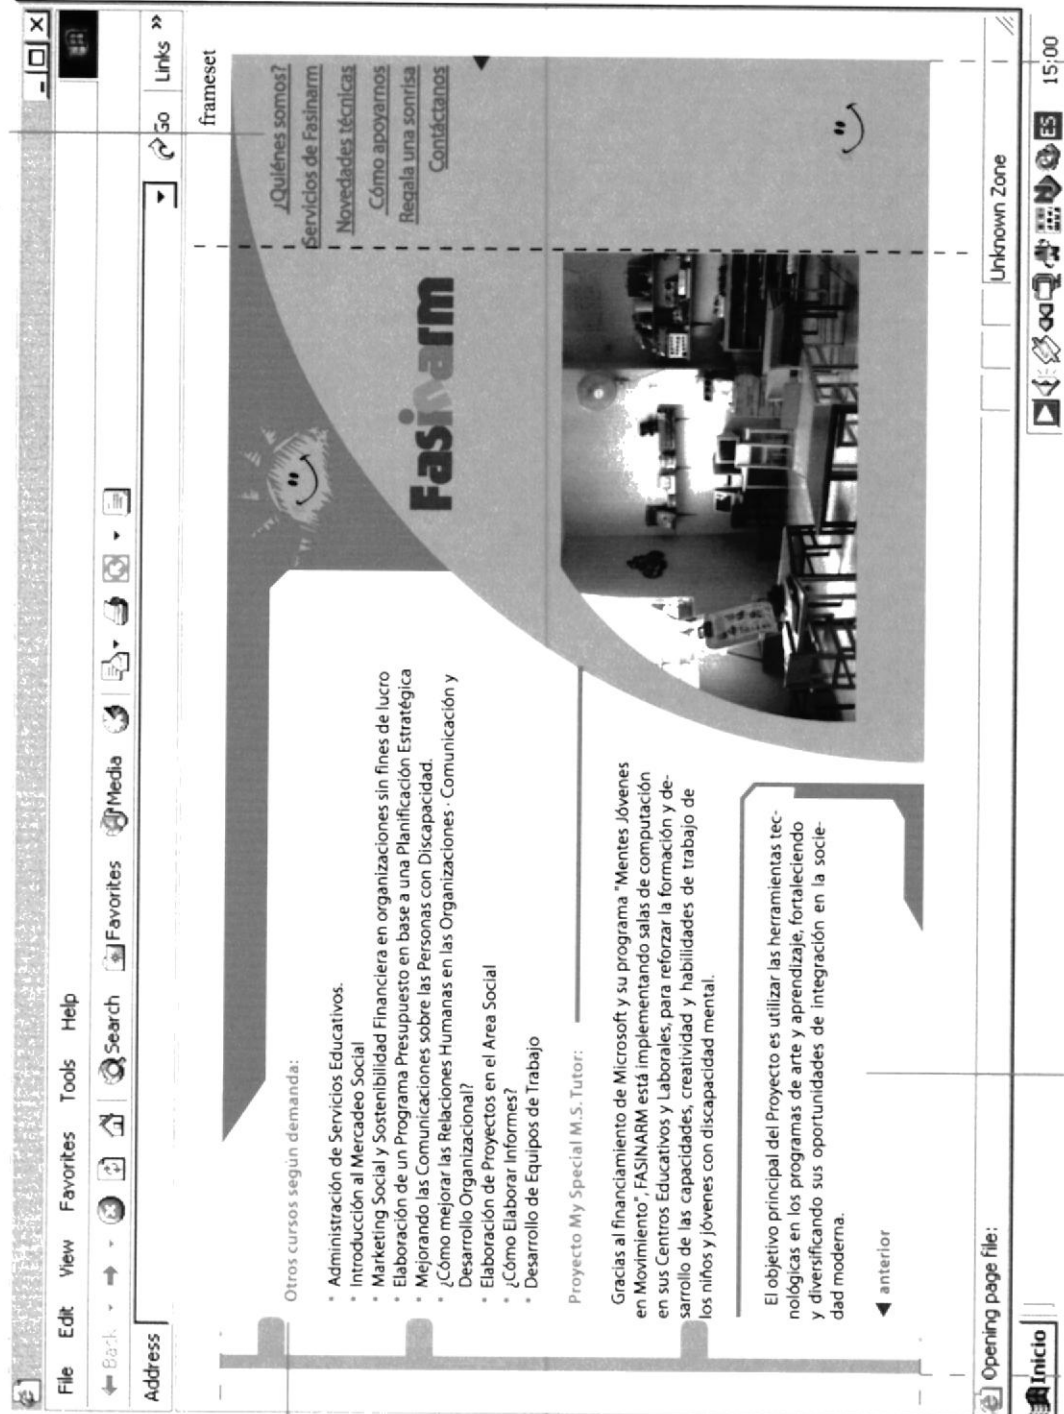 File Edit View Favorites Tools Help
Back Search Favorites Media
Address Go Links »
frameset
¿Quiénes somos?
Servicios de Fasinarm
Novedades técnicas
Cómo apoyarnos
Regala una sonrisa
Contáctanos
Fasinarm
Otros cursos según demanda:
* Administración de Servicios Educativos.
* Introducción al Mercadeo Social
* Marketing Social y Sostenibilidad Financiera en organizaciones sin fines de lucro
* Elaboración de un Programa Presupuesto en base a una Planificación Estratégica
* Mejorando las Comunicaciones sobre las Personas con Discapacidad.
* ¿Cómo mejorar las Relaciones Humanas en las Organizaciones · Comunicación y
Desarrollo Organizacional?
* Elaboración de Proyectos en el Area Social
* ¿Cómo Elaborar Informes?
* Desarrollo de Equipos de Trabajo
Proyecto My Special M.S. Tutor:
Gracias al financiamiento de Microsoft y su programa "Mentes Jóvenes
en Movimiento", FASINARM está implementando salas de computación
en sus Centros Educativos y Laborales, para reforzar la formación y de-
sarrollo de las capacidades, creatividad y habilidades de trabajo de
los niños y jóvenes con discapacidad mental.
El objetivo principal del Proyecto es utilizar las herramientas tec-
nológicas en los programas de arte y aprendizaje, fortaleciendo
y diversificando sus oportunidades de integración en la socie-
dad moderna.
anterior
Opening page file: Unknown Zone
Inicio ES 15:00